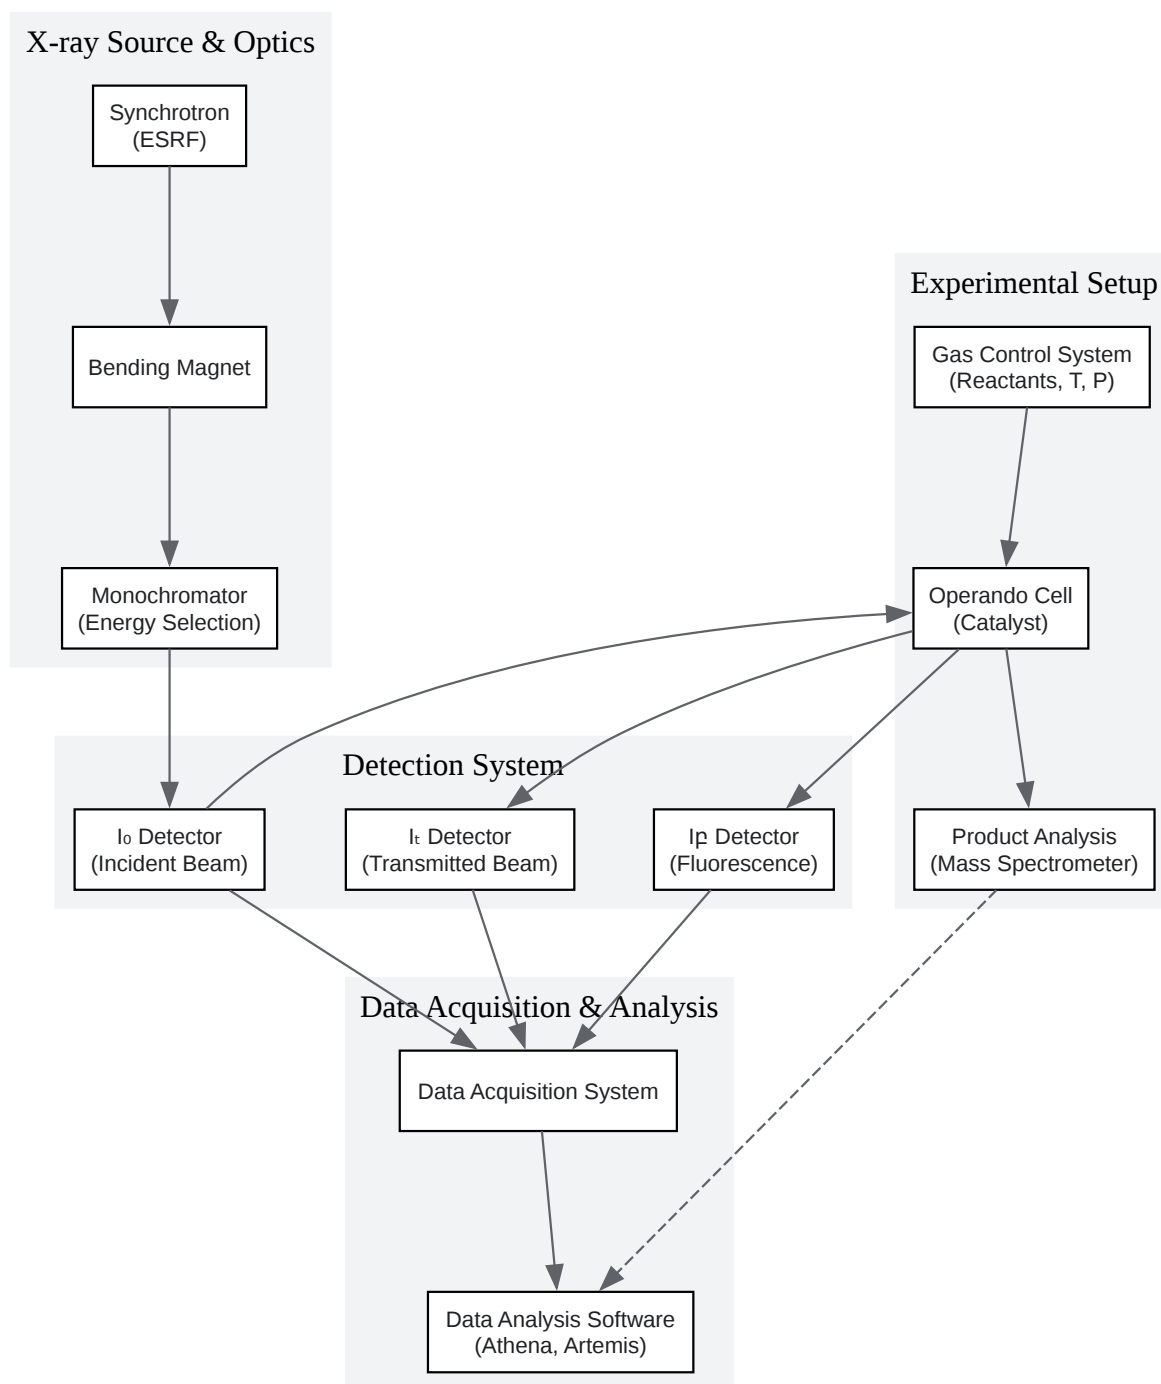 X-ray Source & Optics
Synchrotron
(ESRF)
Bending Magnet
Monochromator
(Energy Selection)
Experimental Setup
Gas Control System
(Reactants, T, P)
Operando Cell
(Catalyst)
Product Analysis
(Mass Spectrometer)
Detection System
I₀ Detector
(Incident Beam)
Iₜ Detector
(Transmitted Beam)
Iբ Detector
(Fluorescence)
Data Acquisition & Analysis
Data Acquisition System
Data Analysis Software
(Athena, Artemis)